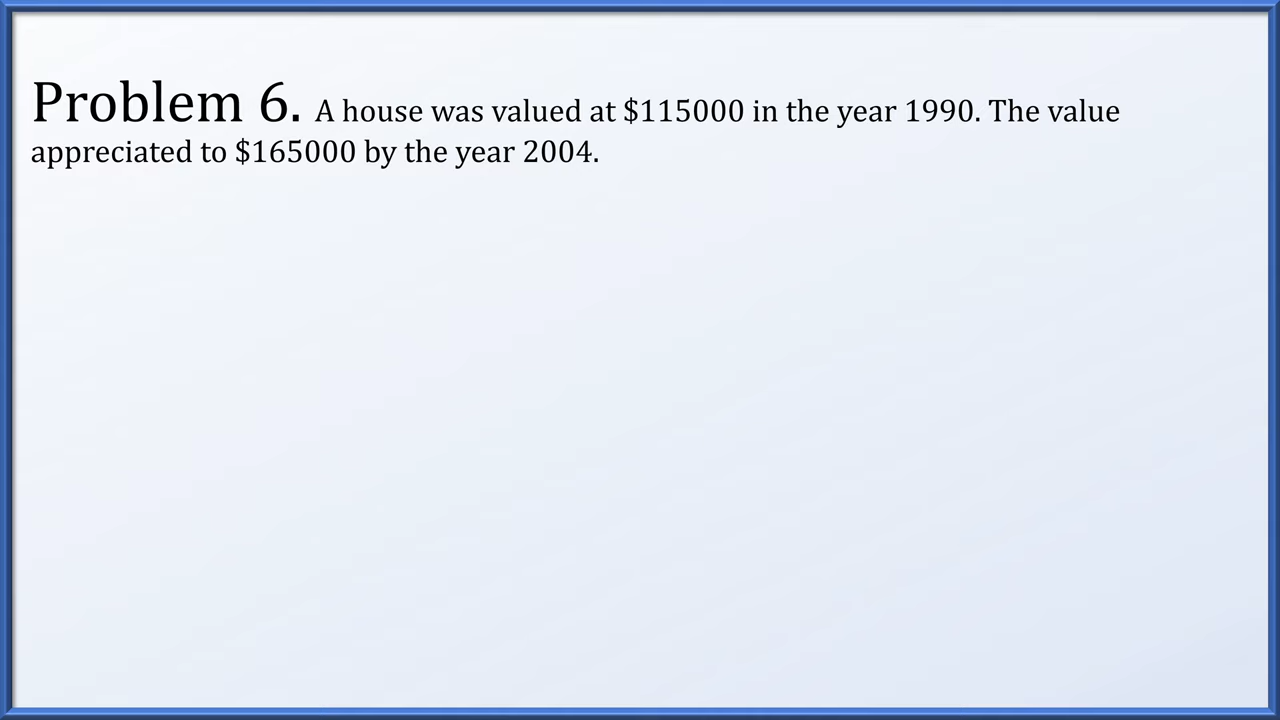 Problem 6. A house was valued at $115000 in the year 1990. The value
appreciated to $165000 by the year 2004.